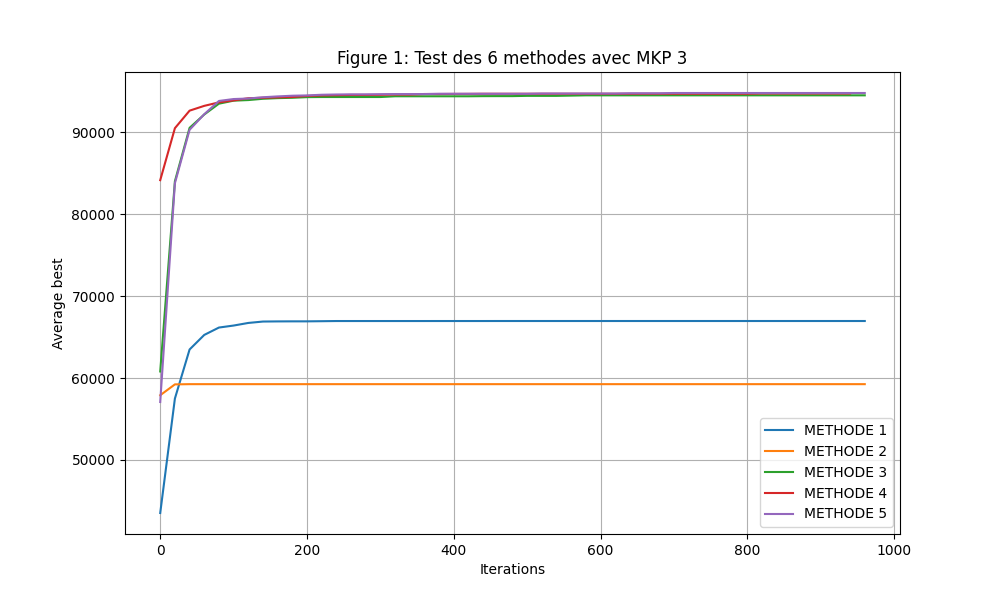 Figure 1: Test des 6 methodes avec MKP 3
Average best
90000
80000
70000
60000
50000
METHODE 1
METHODE 2
METHODE 3
METHODE 4
METHODE 5
0 200 400 600 800 1000
Iterations